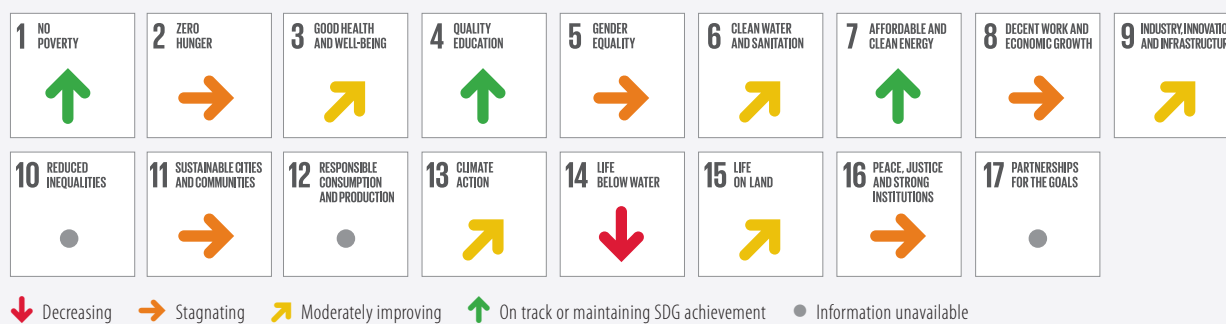 1 NO
POVERTY
2 ZERO
HUNGER
3 GOOD HEALTH
AND WELL-BEING
4 QUALITY
EDUCATION
5 GENDER
EQUALITY
6 CLEAN WATER
AND SANITATION
7 AFFORDABLE AND
CLEAN ENERGY
8 DECENT WORK AND
ECONOMIC GROWTH
9 INDUSTRY, INNOVATIO
AND INFRASTRUCTUR
10 REDUCED
INEQUALITIES
11 SUSTAINABLE CITIES
AND COMMUNITIES
12 RESPONSIBLE
CONSUMPTION
AND PRODUCTION
13 CLIMATE
ACTION
14 LIFE
BELOW WATER
15 LIFE
ON LAND
16 PEACE, JUSTICE
AND STRONG
INSTITUTIONS
17 PARTNERSHIPS
FOR THE GOALS
Decreasing Stagnating Moderately improving On track or maintaining SDG achievement Information unavailable